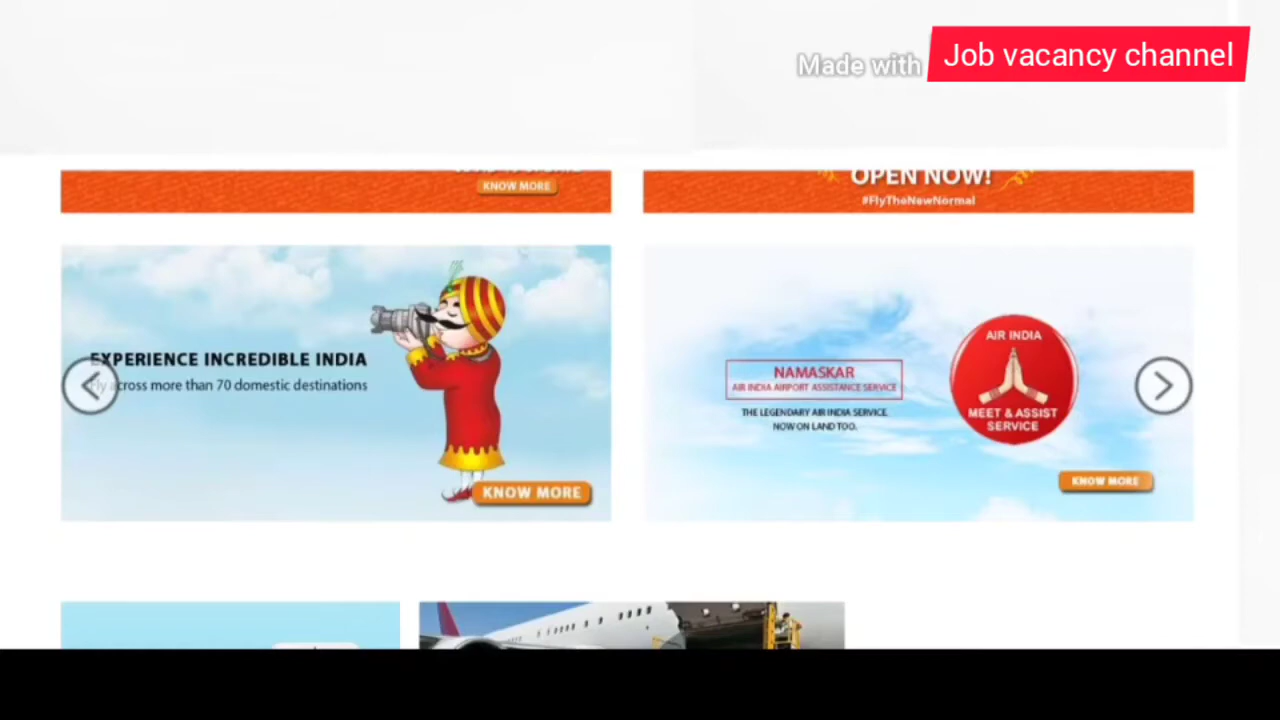 Made with
Job vacancy channel
KNOW MORE
OPEN NOW!
#FlyTheNewNormal
EXPERIENCE INCREDIBLE INDIA
Fly across more than 70 domestic destinations
KNOW MORE
NAMASKAR
AIR INDIA AIRPORT ASSISTANCE SERVICE
THE LEGENDARY AIR INDIA SERVICE.
NOW ON LAND TOO.
AIR INDIA
MEET & ASSIST
SERVICE
KNOW MORE